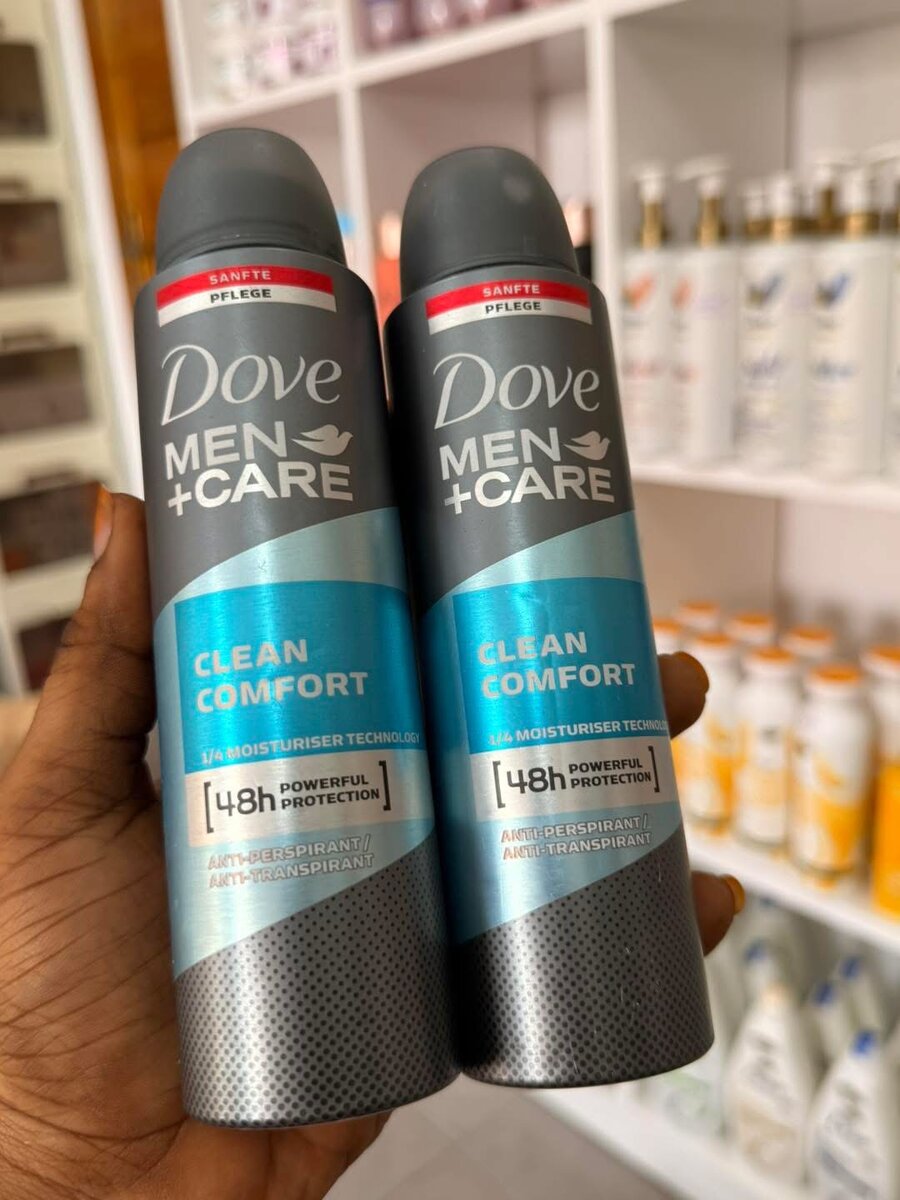 SANFTE
PFLEGE
Dove
MEN
+CARE
CLEAN
COMFORT
1/4 MOISTURISER TECHNOLOGY
[48h POWERFUL
PROTECTION]
ANTI-PERSPIRANT/
ANTI-TRANSPIRANT
SANFTE
PFLEGE
Dove
MEN
+CARE
CLEAN
COMFORT
1/4 MOISTURISER TECHNOLOGY
[48h POWERFUL
PROTECTION]
ANTI-PERSPIRANT/
ANTI-TRANSPIRANT